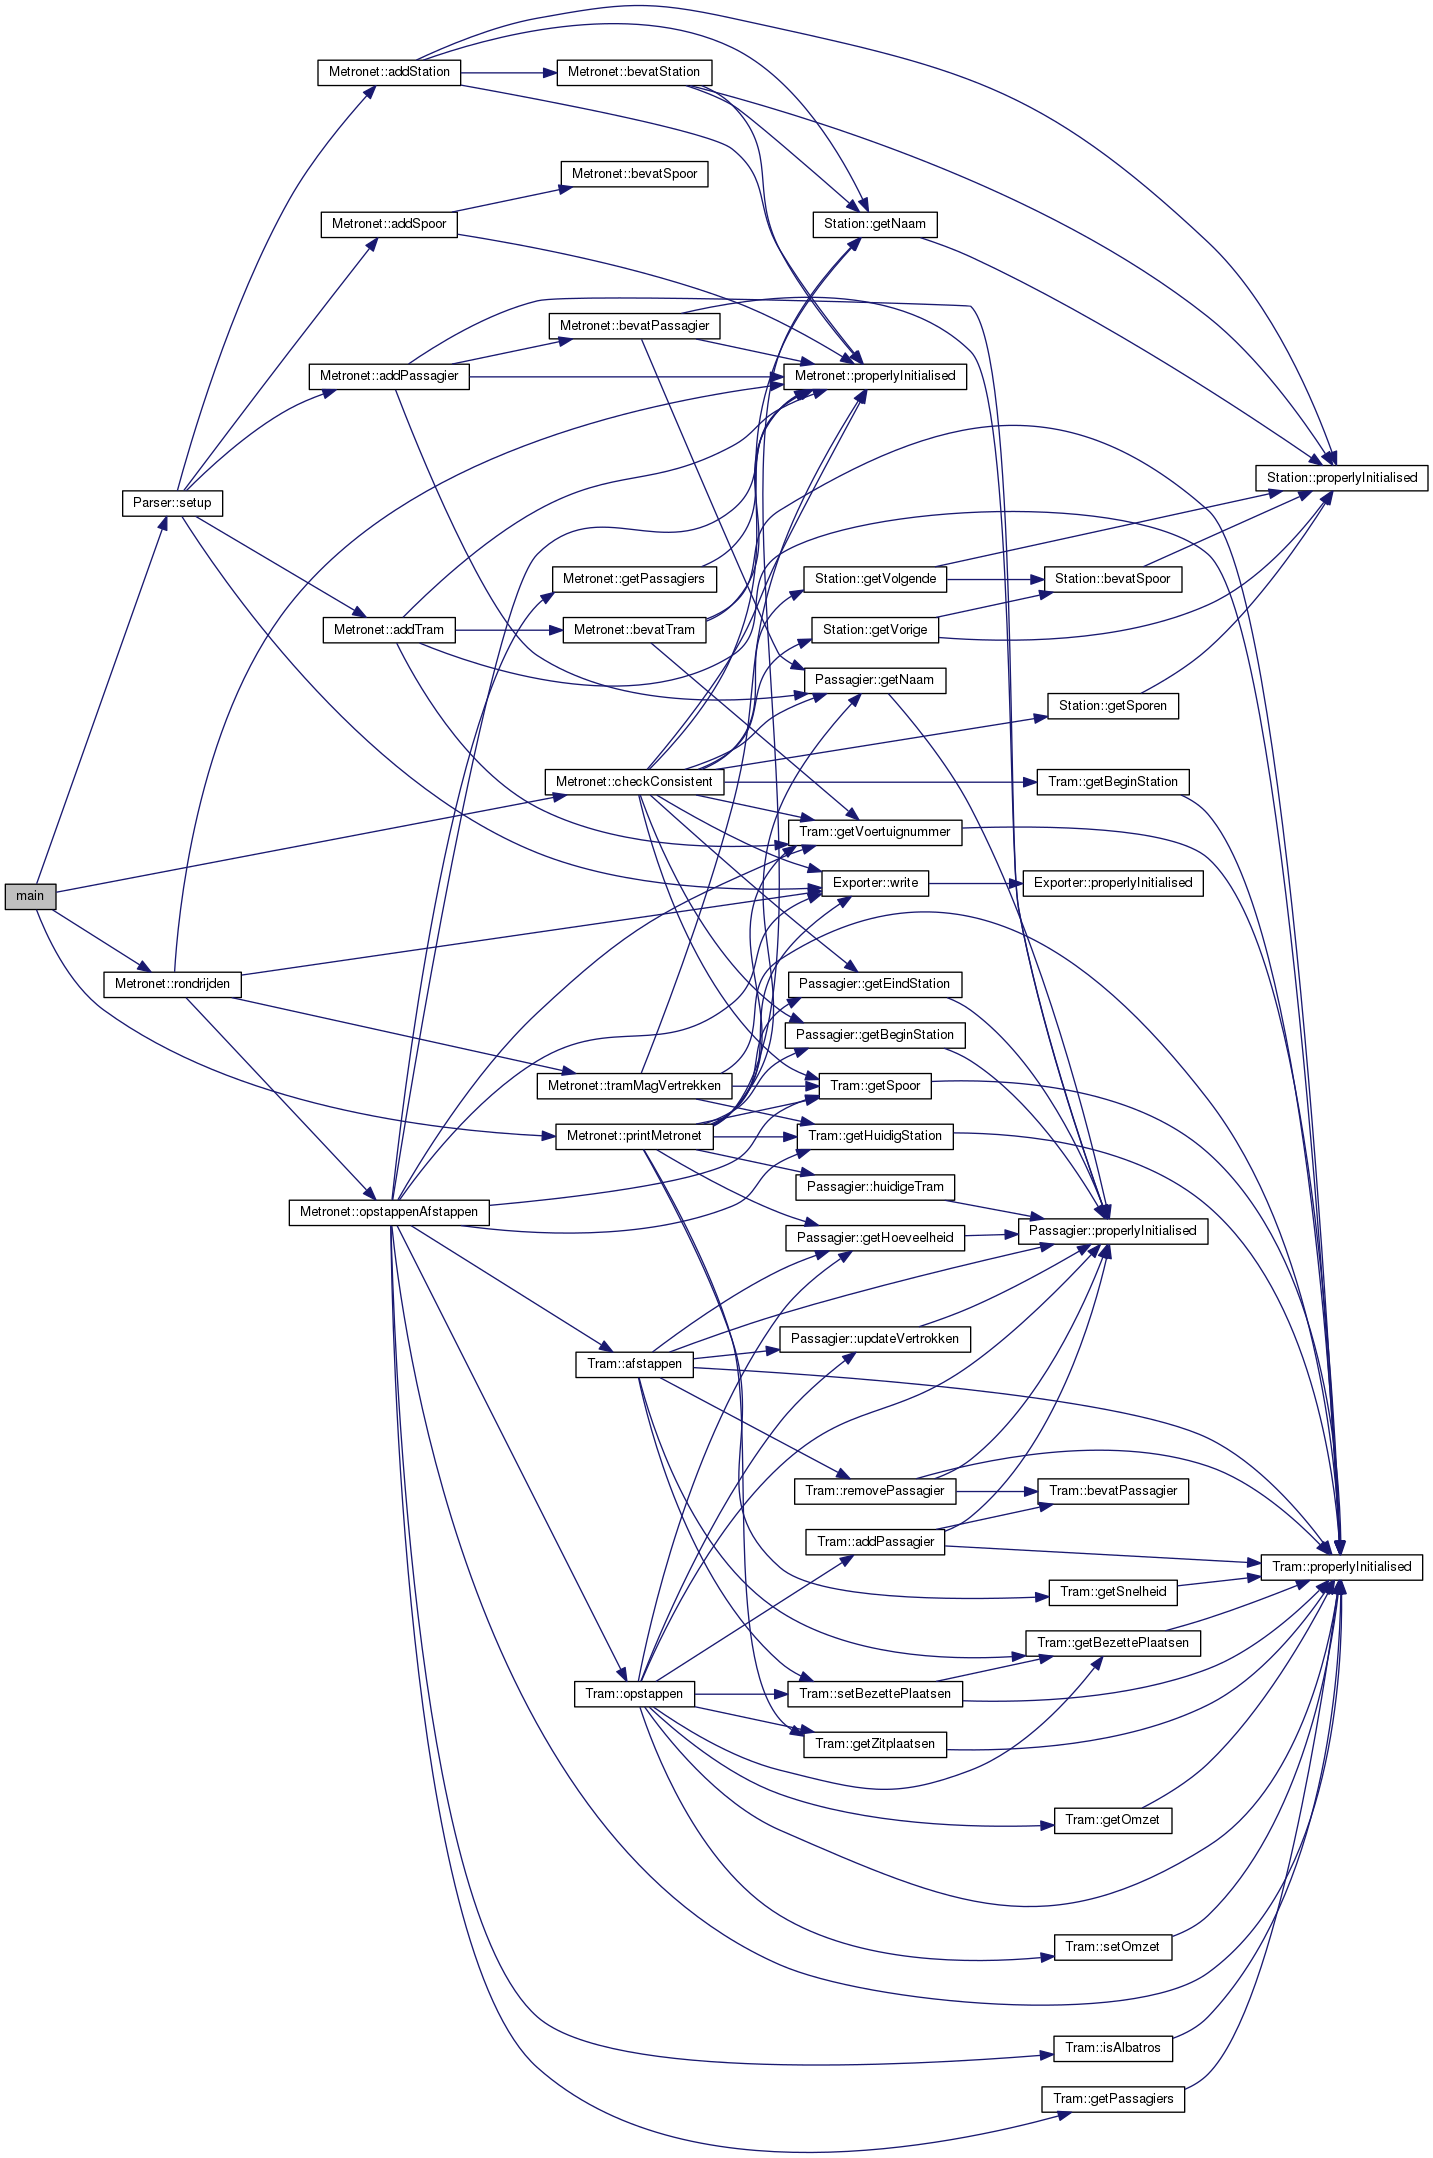 Metronet::addStation
Metronet::bevatStation
Metronet::bevatSpoor
Metronet::addSpoor
Station::getNaam
Metronet::bevatPassagier
Metronet::addPassagier
Metronet::properlyInitialised
Station::properlyInitialised
Parser::setup
Metronet::getPassagiers
Station::getVolgende
Station::bevatSpoor
Metronet::addTram
Metronet::bevatTram
Station::getVorige
Passagier::getNaam
Station::getSporen
Metronet::checkConsistent
Tram::getBeginStation
Tram::getVoertuignummer
main
Exporter::write
Exporter::properlyInitialised
Metronet::rondrijden
Passagier::getEindStation
Passagier::getBeginStation
Metronet::tramMagVertrekken
Tram::getSpoor
Metronet::printMetronet
Tram::getHuidigStation
Passagier::huidigeTram
Metronet::opstappenAfstappen
Passagier::getHoeveelheid
Passagier::properlyInitialised
Passagier::updateVertrokken
Tram::afstappen
Tram::removePassagier
Tram::bevatPassagier
Tram::addPassagier
Tram::properlyInitialised
Tram::getSnelheid
Tram::getBezettePlaatsen
Tram::opstappen
Tram::setBezettePlaatsen
Tram::getZitplaatsen
Tram::getOmzet
Tram::setOmzet
Tram::isAlbatros
Tram::getPassagiers